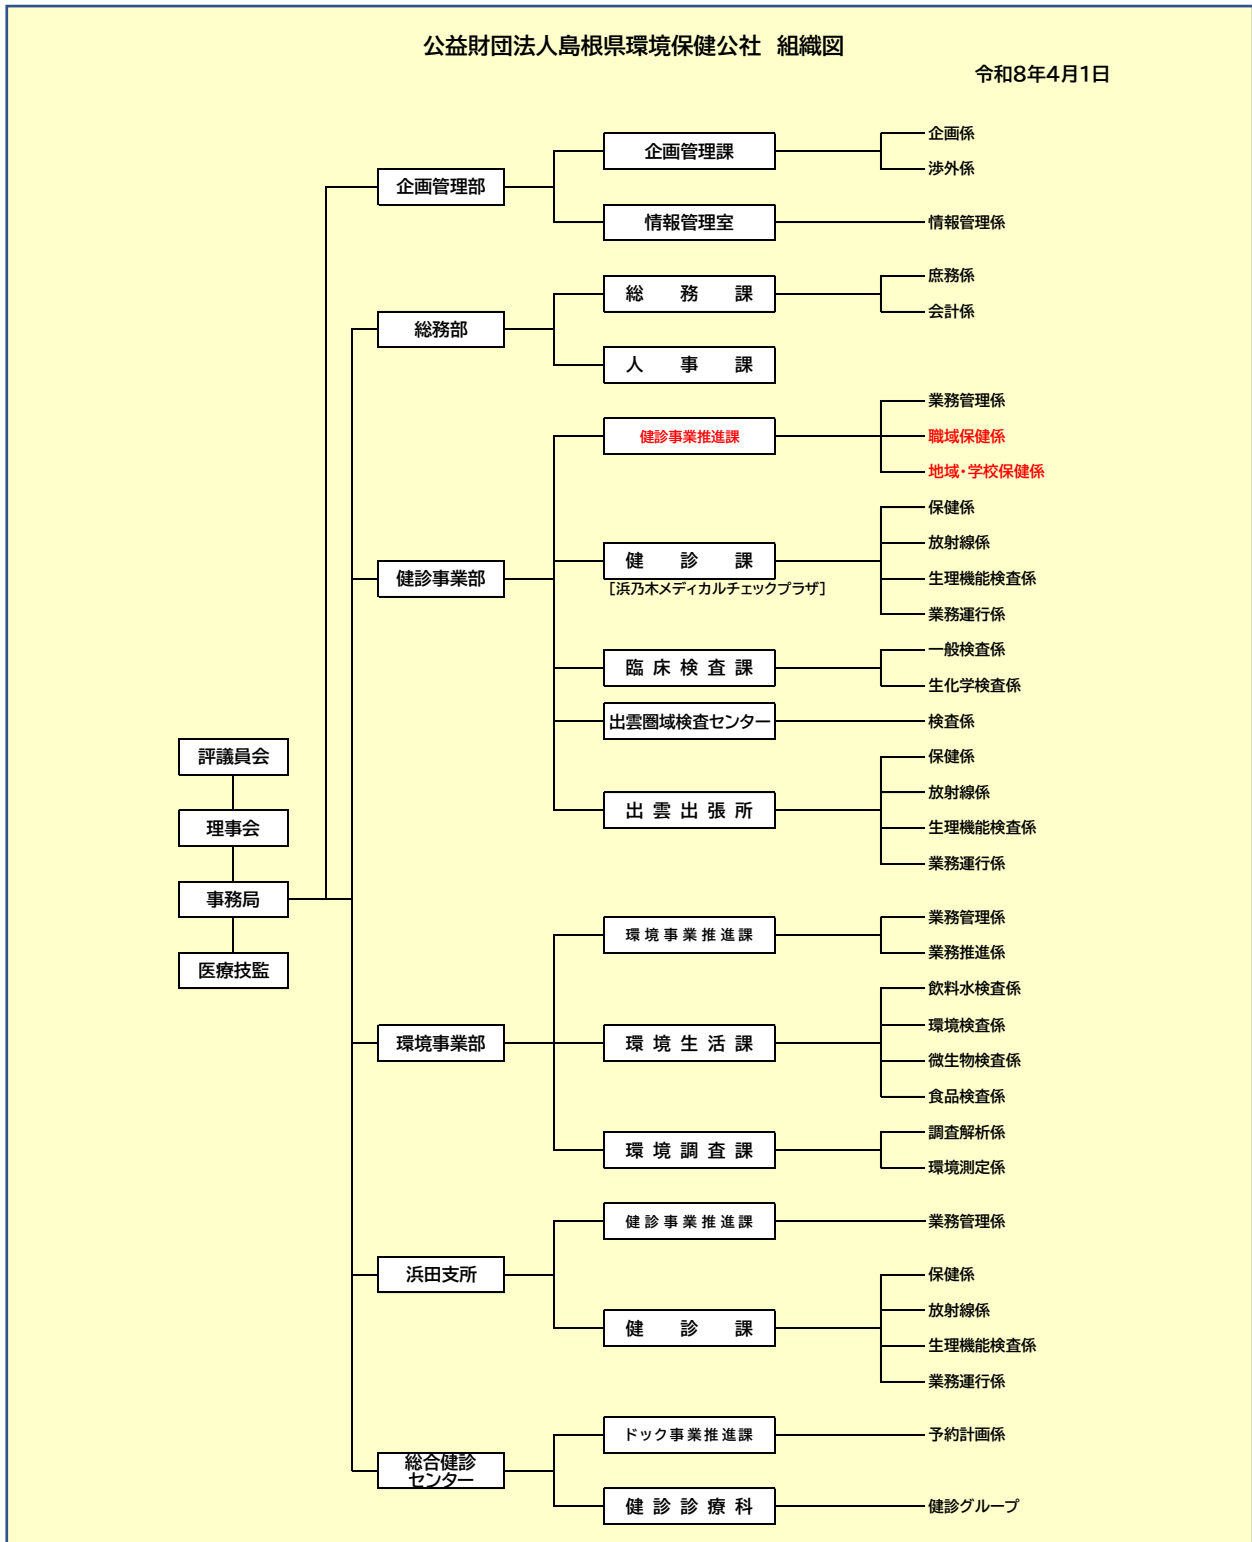 公益財団法人島根県環境保健公社 組織図
令和8年4月1日
企画係
企画管理課
渉外係
企画管理部
情報管理室
情報管理係
庶務係
総務課
会計係
総務部
人事課
業務管理係
健診事業推進課
職域保健係
地域・学校保健係
保健係
放射線係
健診課
[浜乃木メディカルチェックプラザ]
健診事業部
生理機能検査係
業務運行係
一般検査係
臨床検査課
生化学検査係
出雲圏域検査センター
検査係
評議員会
保健係
放射線係
出雲出張所
理事会
生理機能検査係
業務運行係
事務局
業務管理係
環境事業推進課
業務推進係
医療技監
飲料水検査係
環境検査係
環境事業部
環境生活課
微生物検査係
食品検査係
調査解析係
環境調査課
環境測定係
健診事業推進課
業務管理係
浜田支所
保健係
放射線係
健診課
生理機能検査係
業務運行係
ドック事業推進課
予約計画係
総合健診
センター
健診診療科
健診グループ